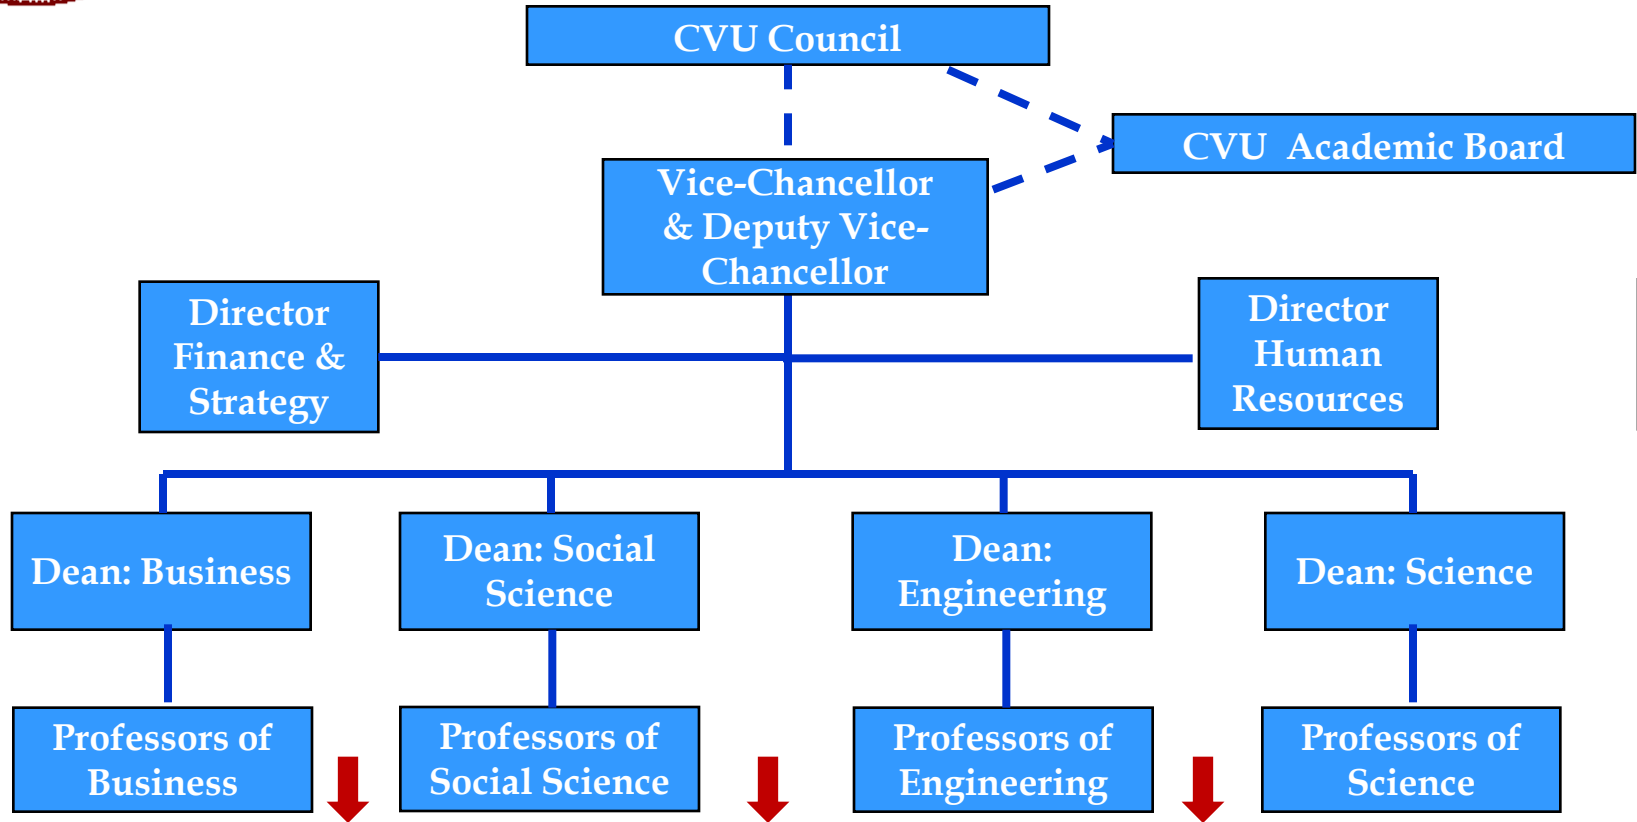 CVU Council
CVU Academic Board
Vice-Chancellor
& Deputy Vice-
Chancellor
Director
Finance &
Strategy
Director
Human
Resources
Dean: Business
Dean: Social
Science
Dean:
Engineering
Dean: Science
Professors of
Business
Professors of
Social Science
Professors of
Engineering
Professors of
Science